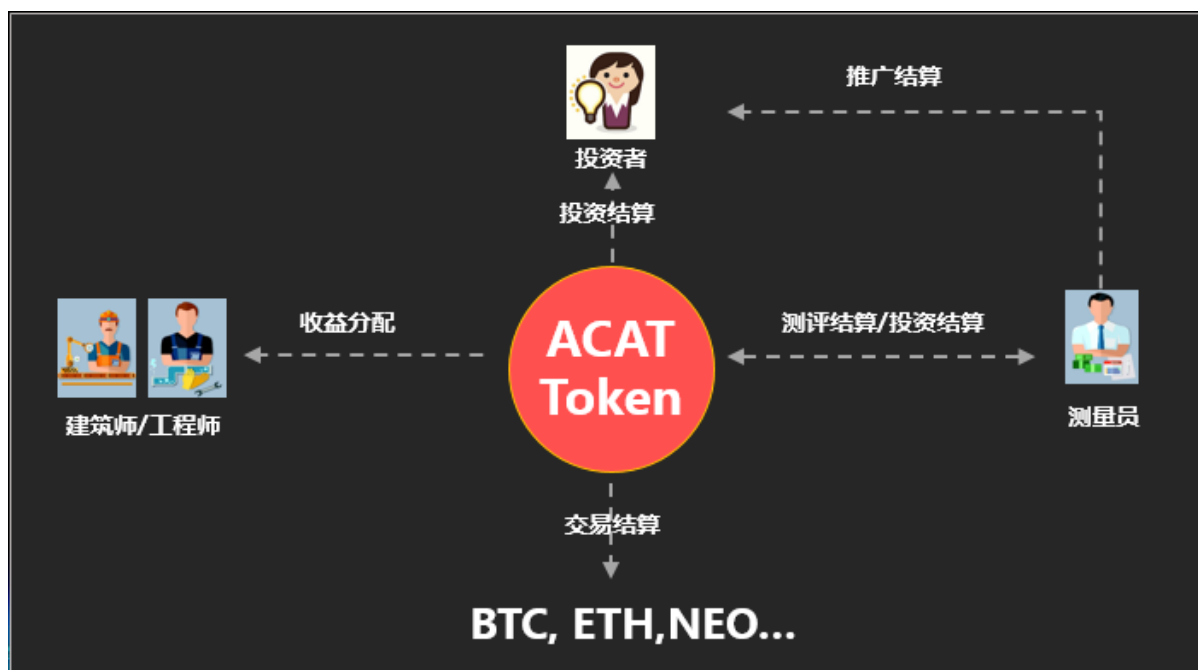 推广结算
投资者
投资结算
收益分配
ACAT
Token
测评结算/投资结算
建筑师/工程师
测量员
交易结算
BTC, ETH,NEO...